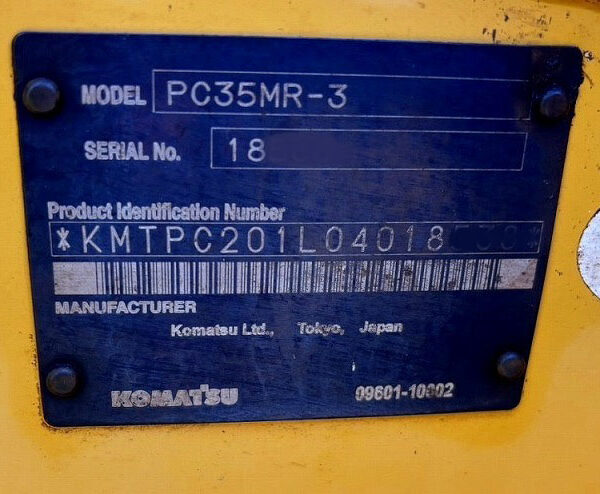 MODEL PC35MR-3
SERIAL No. 18
Product Identification Number
*KMTPC201L04018
MANUFACTURER
Komatsu Ltd., Tokyo, Japan
KOMATSU 09601-10002